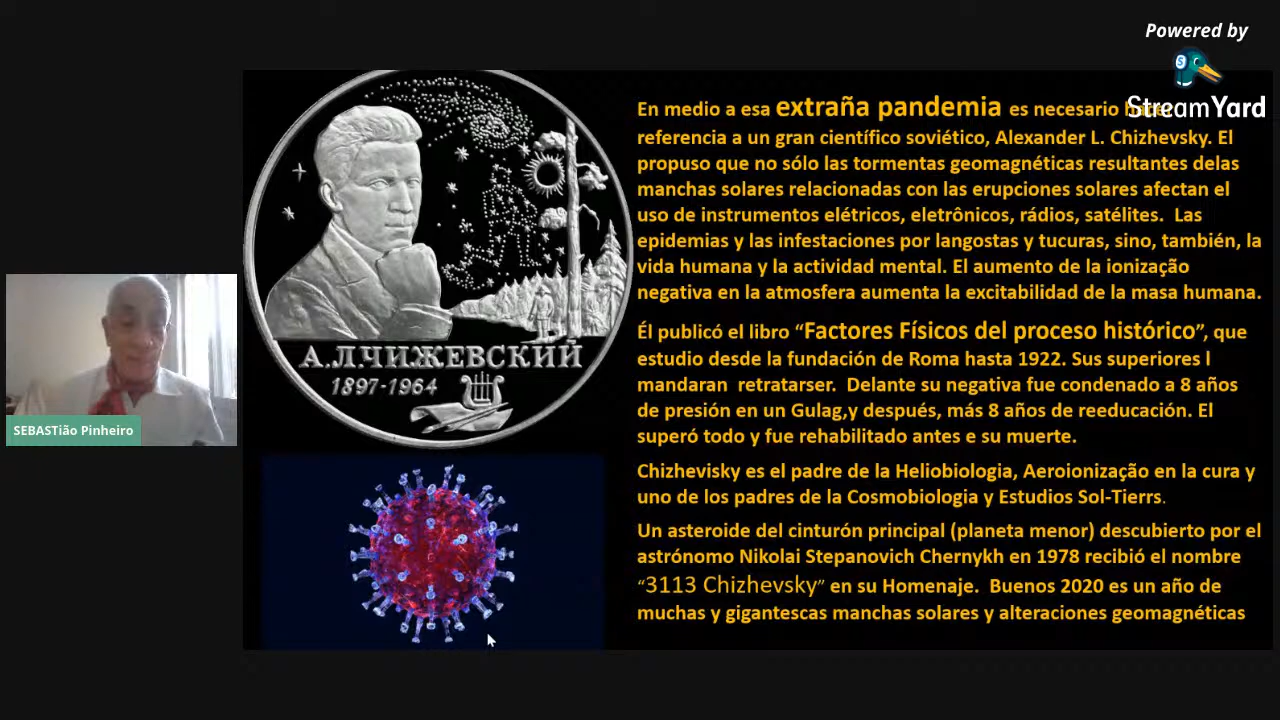 Powered by
StreamYard
En medio a esa extraña pandemia es necesario
referencia a un gran científico soviético, Alexander L. Chizhevsky. El
propuso que no sólo las tormentas geomagnéticas resultantes delas
manchas solares relacionadas con las erupciones solares afectan el
uso de instrumentos elétricos, eletrônicos, rádios, satélites. Las
epidemias y las infestaciones por langostas y tucuras, sino, también, la
vida humana y la actividad mental. El aumento de la ionização
negativa en la atmosfera aumenta la excitabilidad de la masa humana.
Él publicó el libro “Factores Físicos del proceso histórico”, que
estudio desde la fundación de Roma hasta 1922. Sus superiores l
mandaran retratarser. Delante su negativa fue condenado a 8 años
de presión en un Gulag,y después, más 8 años de reeducación. El
superó todo y fue rehabilitado antes e su muerte.
Chizhevisky es el padre de la Heliobiologia, Aeroionização en la cura y
uno de los padres de la Cosmobiologia y Estudios Sol-Tierrs.
Un asteroide del cinturón principal (planeta menor) descubierto por el
astrónomo Nikolai Stepanovich Chernykh en 1978 recibió el nombre
“3113 Chizhevsky” en su Homenaje. Buenos 2020 es un año de
muchas y gigantescas manchas solares y alteraciones geomagnéticas
А.Л.ЧИЖЕВСКИЙ
1897-1964
SEBASTião Pinheiro